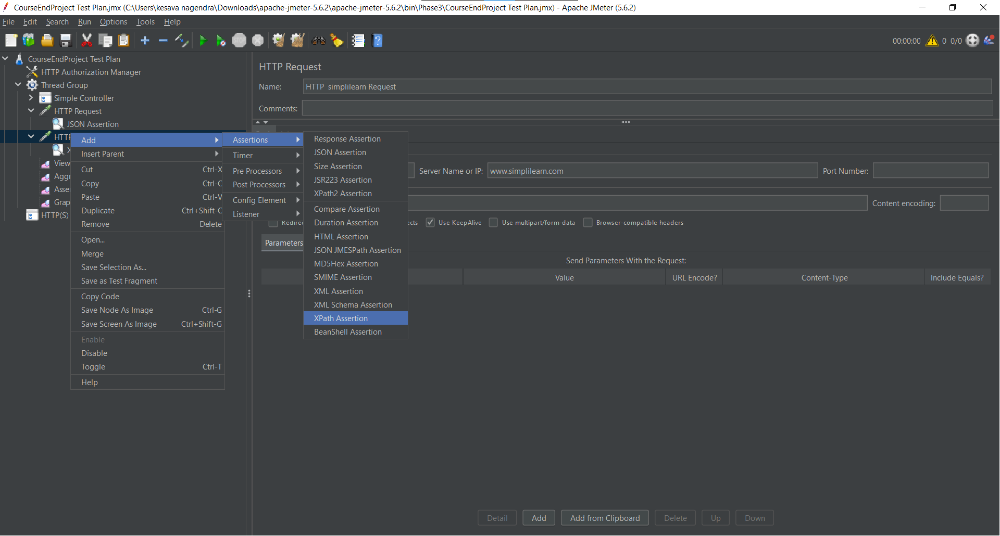 CourseEndProject Test Plan.jmx (C:\Users\kesava nagendra\Downloads\apache-jmeter-5.6.2\apache-jmeter-5.6.2\bin\Phase3\CourseEndProject Test Plan.jmx) - Apache JMeter (5.6.2)
File Edit Search Run Options Tools Help
STOP
00:00:00 0 0/0
CourseEndProject Test Plan
HTTP Authorization Manager
Thread Group
Simple Controller
HTTP Request
JSON Assertion
HTTP
X
View
Aggr
Asser
Grap
HTTP(S)
Add
Insert Parent
Cut Ctrl-X
Copy Ctrl-C
Paste Ctrl-V
Duplicate Ctrl+Shift-C
Remove Delete
Open...
Merge
Save Selection As...
Save as Test Fragment
Copy Code
Save Node As Image Ctrl-G
Save Screen As Image Ctrl+Shift-G
Enable
Disable
Toggle Ctrl-T
Help
Assertions
Timer
Pre Processors
Post Processors
Config Element
Listener
Response Assertion
JSON Assertion
Size Assertion
JSR223 Assertion
XPath2 Assertion
Compare Assertion
Duration Assertion
HTML Assertion
JSON JMESPath Assertion
MD5Hex Assertion
SMIME Assertion
XML Assertion
XML Schema Assertion
XPath Assertion
BeanShell Assertion
HTTP Request
Name: HTTP simplilearn Request
Comments:
Server Name or IP: www.simplilearn.com Port Number:
Content encoding:
Redirec cts Use KeepAlive Use multipart/form-data Browser-compatible headers
Parameters
Send Parameters With the Request:
Value URL Encode? Content-Type Include Equals?
Detail Add Add from Clipboard Delete Up Down